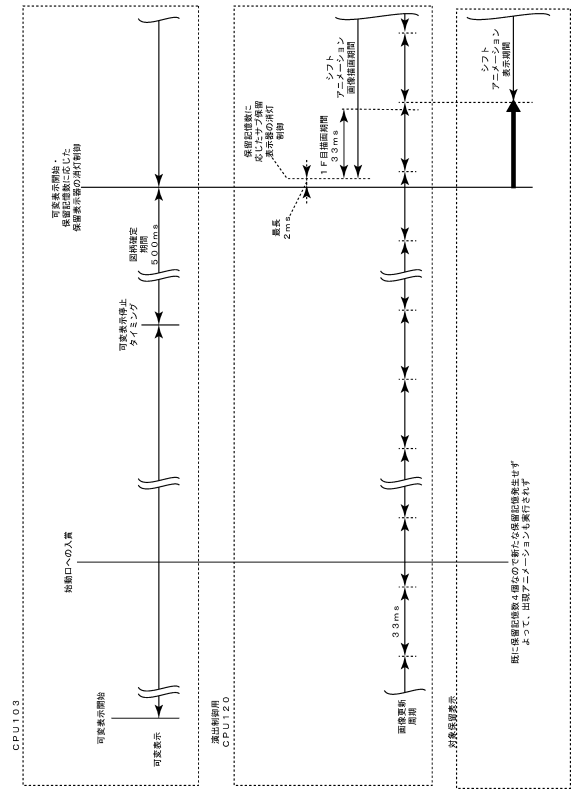 CPU103
可変表示開始
可変表示
始動口への入賞
可変表示停止
タイミング
図柄確定
期間
500ms
可変表示開始・
保留記憶数に応じた
保留表示器の消灯制御
演出制御用
CPU120
画像更新
周期
33ms
最長
2ms
保留記憶数に
応じたサブ保留
表示器の消灯
制御
1F目描画期間
33ms
シフト
アニメーション
画像描画期間
対象保留表示
既に保留記憶数4個なので新たな保留記憶発生せず
よって、出現アニメーションも実行されず
シフト
アニメーション
表示期間